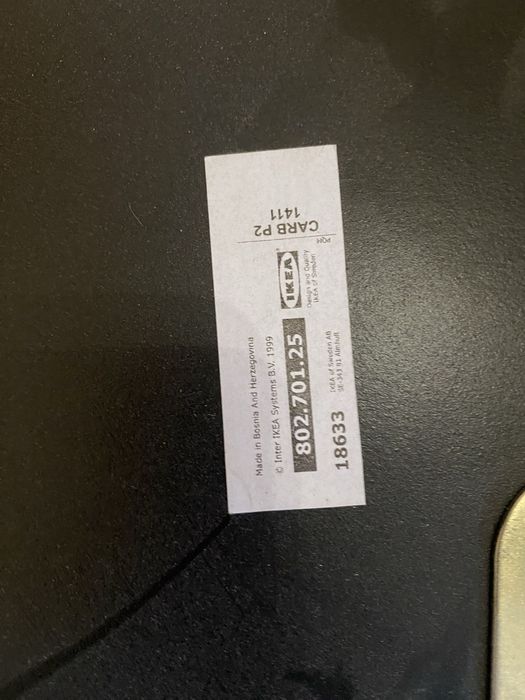 Made in Bosnia And Herzegovina
© Inter IKEA Systems B.V. 1999
802.701.25
IKEA®
Design and Quality
IKEA of Sweden
18633
IKEA of Sweden AB
SE-343 81 Älmhult
PQM
CARB P2
1411